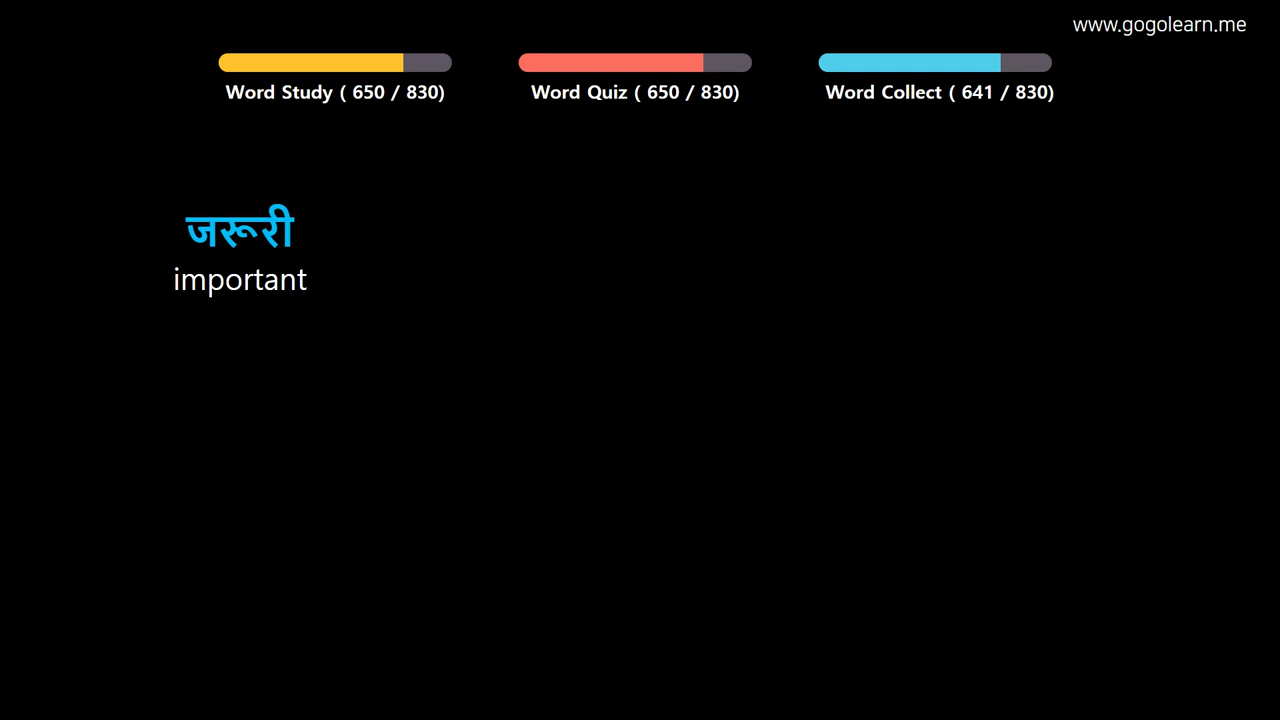 www.gogolearn.me
Word Study ( 650 / 830)
Word Quiz ( 650 / 830)
Word Collect ( 641 / 830)
जरूरी
important